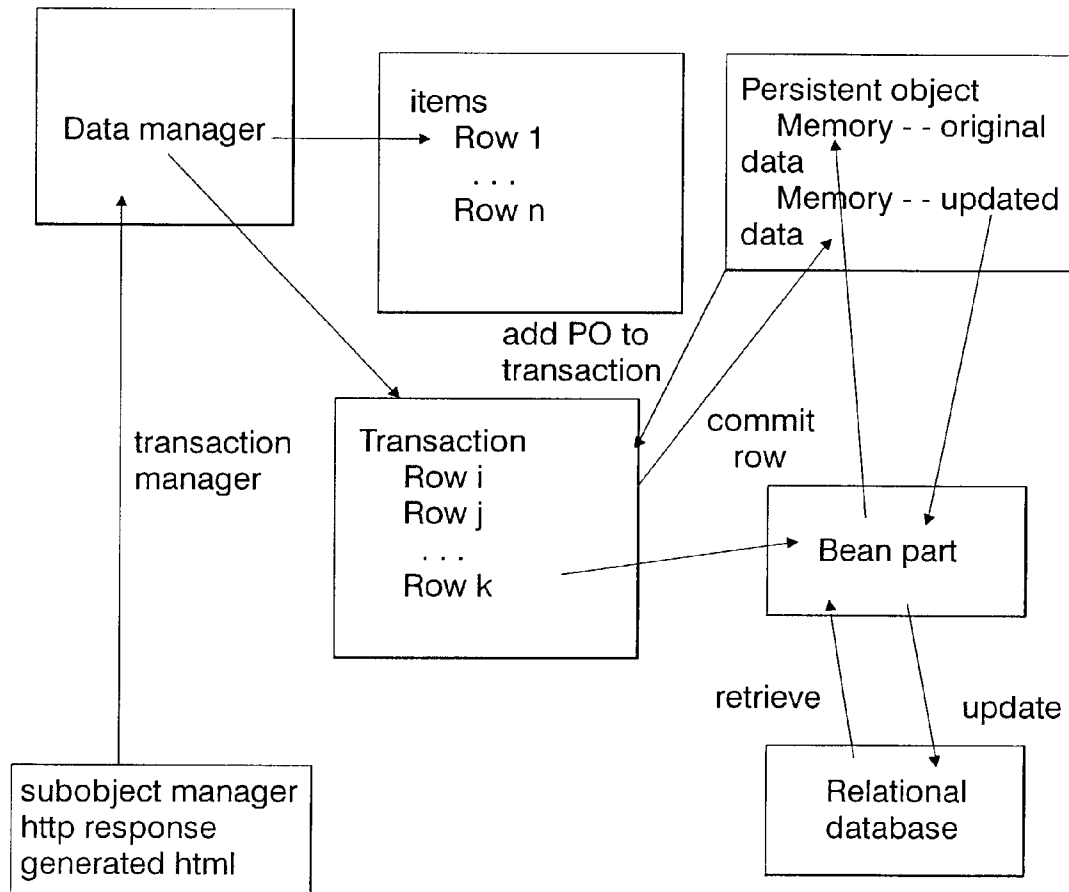 Data manager
items
Row 1
. . .
Row n
Persistent object
Memory - - original
data
Memory - - updated
data
add PO to
transaction
transaction
manager
Transaction
Row i
Row j
. . .
Row k
commit
row
Bean part
retrieve
update
subobject manager
http response
generated html
Relational
database